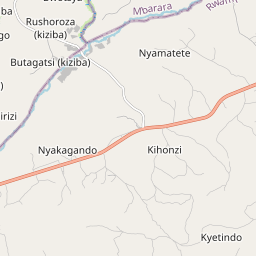 Rushoroza
(kiziba)
Mbarara
Nyamatete
Butagatsi (kiziba)
Nyakagando
Kihonzi
Kyetindo